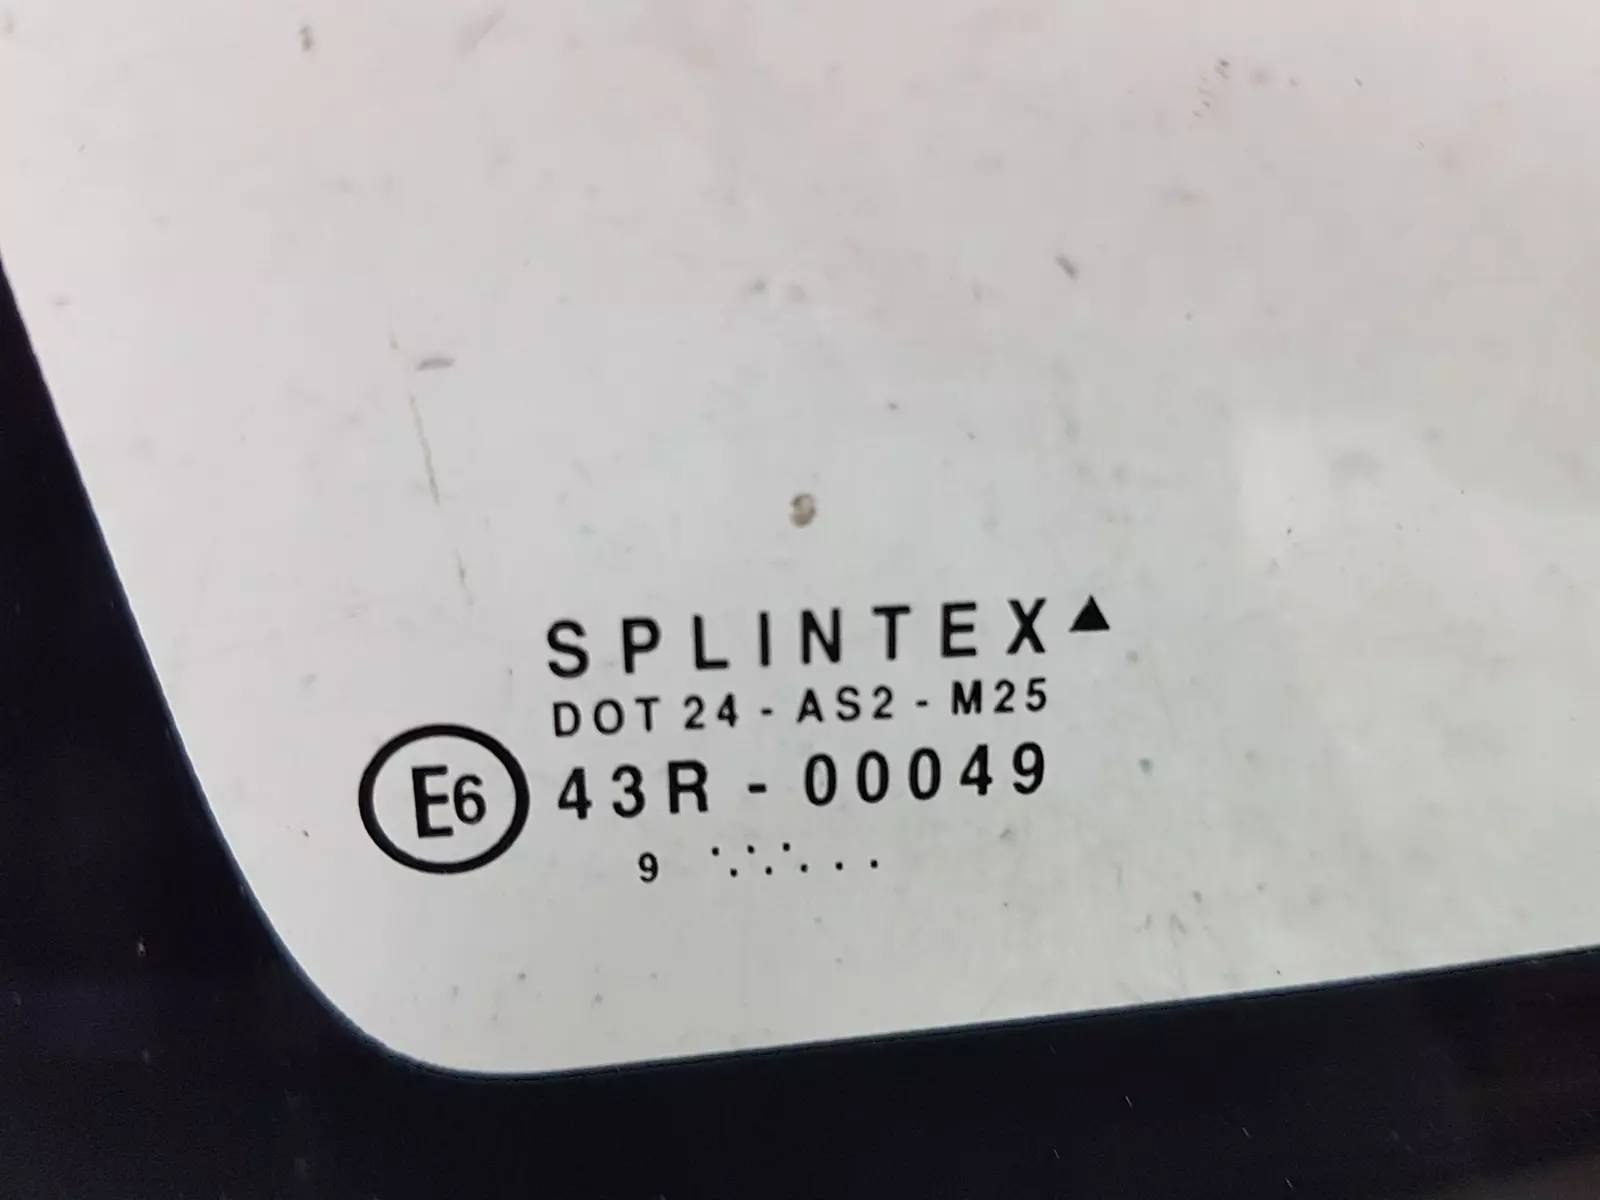 SPLINTEX
DOT 24 - AS2 - M25
E6 43R - 00049
9